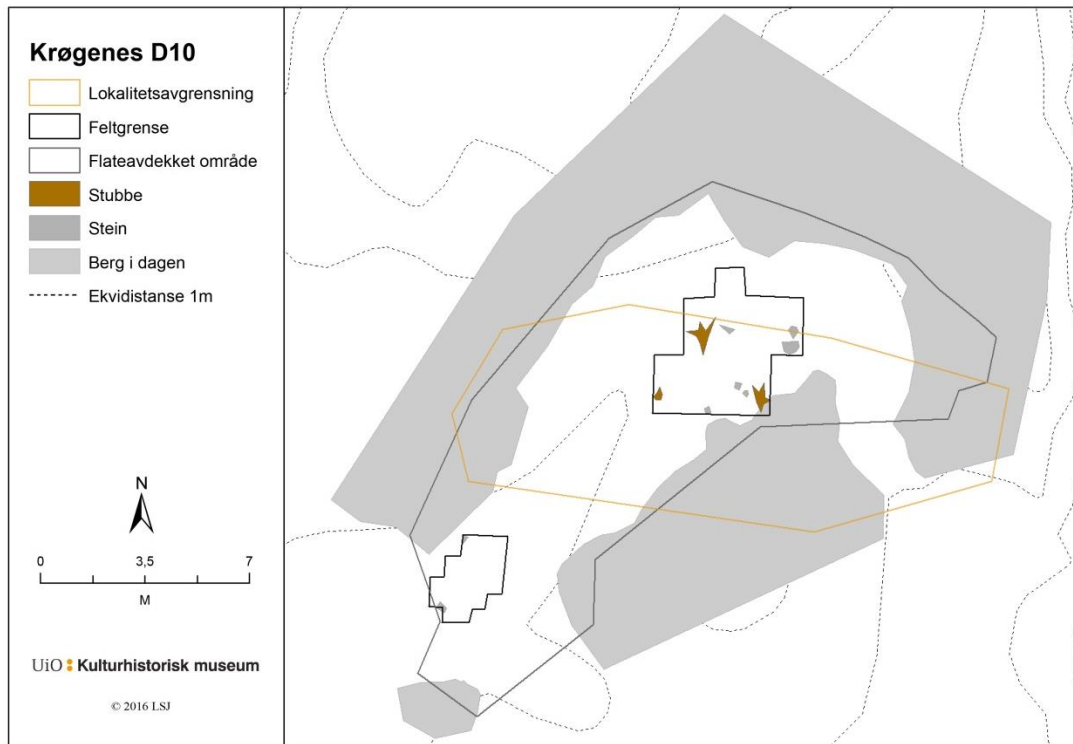 Krøgenes D10
Lokalitetsavgrensning
Feltgrense
Flateavdekket område
Stubbe
Stein
Berg i dagen
Ekvidistanse 1m
N
0 3,5 7
M
UiO Kulturhistorisk museum
© 2016 LSJ